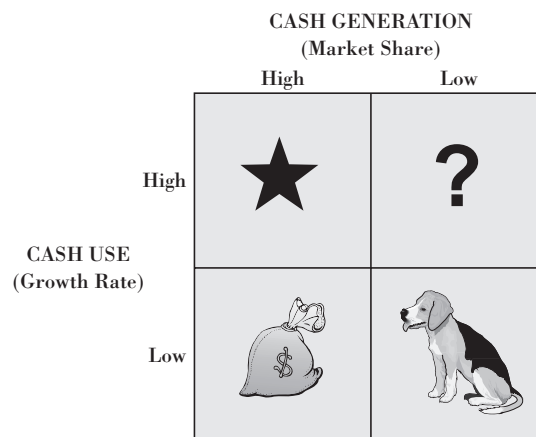 CASH GENERATION
(Market Share)
High Low
High
?
CASH USE
(Growth Rate)
Low
$